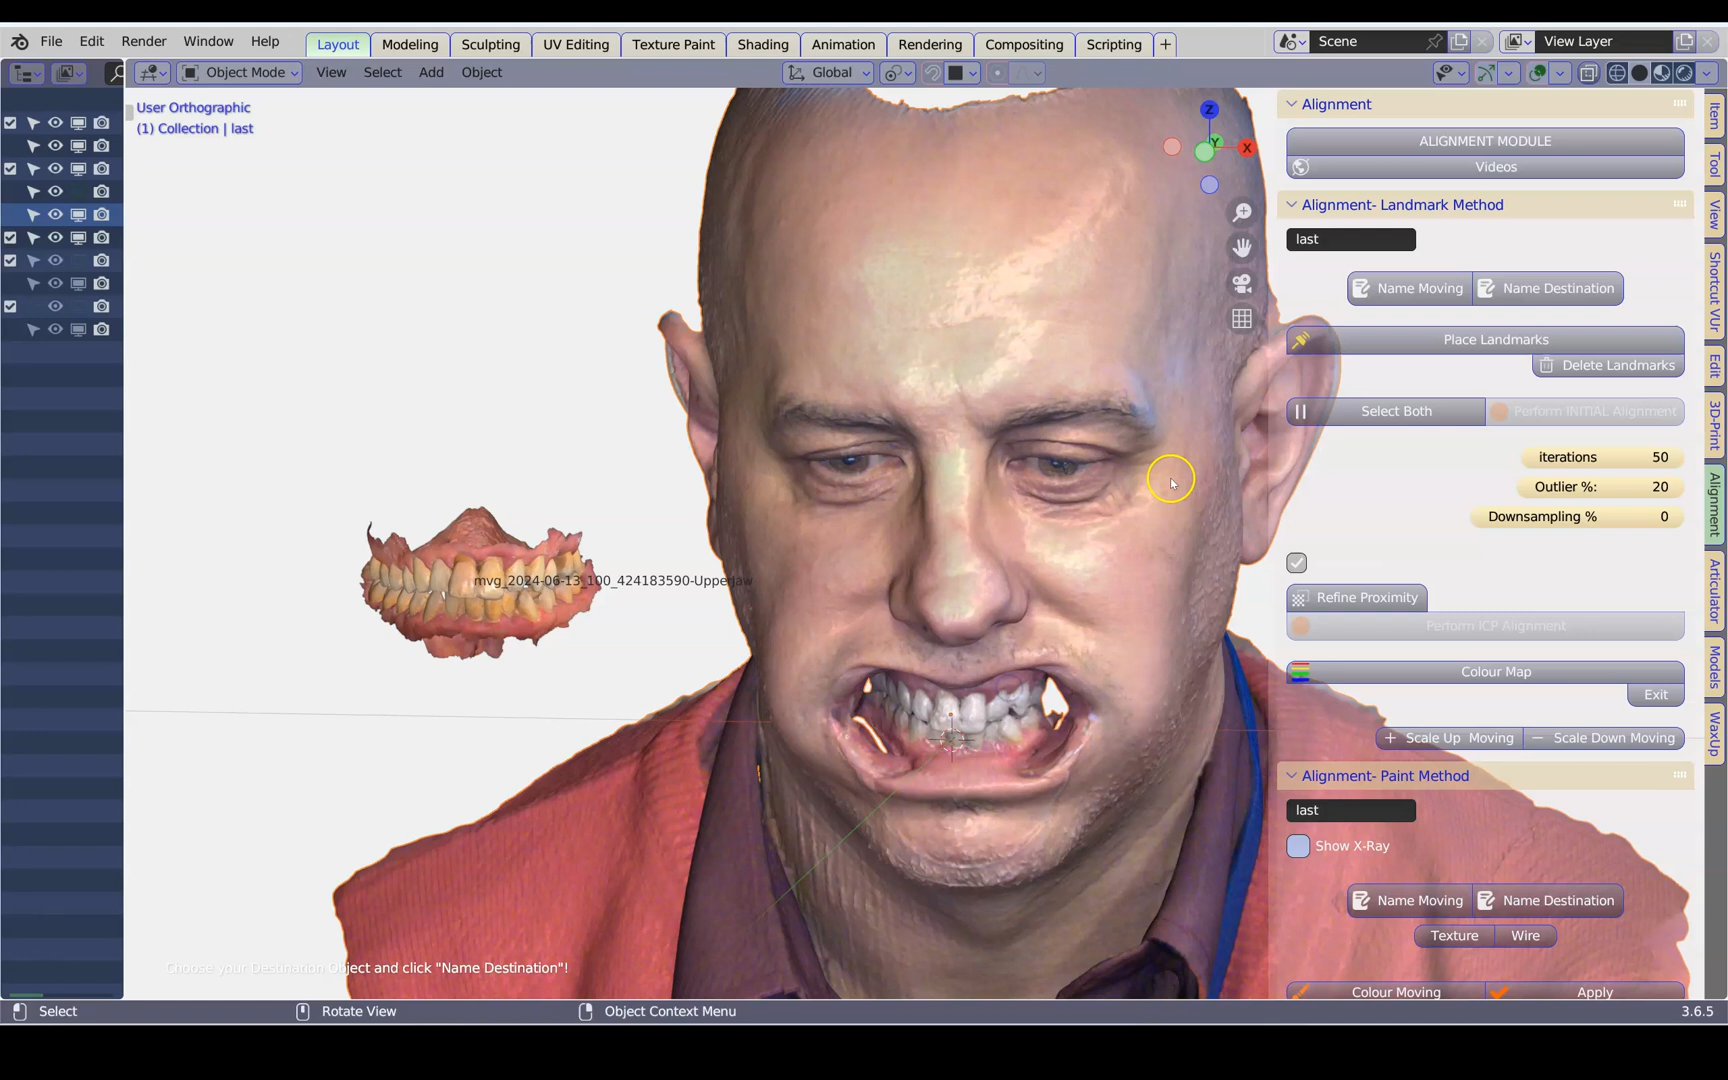 File Edit Render Window Help Layout Modeling Sculpting UV Editing Texture Paint Shading Animation Rendering Compositing Scripting + Scene View Layer
Object Mode View Select Add Object Global
User Orthographic
(1) Collection | last
Z
Y
X
mvg_2024-06-13_100_424183590-UpperJaw
Choose your Destination Object and click "Name Destination"!
Alignment
ALIGNMENT MODULE
Videos
Alignment- Landmark Method
last
Name Moving Name Destination
Place Landmarks
Delete Landmarks
Select Both Perform INITIAL Alignment
iterations 50
Outlier %: 20
Downsampling % 0
Refine Proximity
Perform ICP Alignment
Colour Map
Exit
+ Scale Up Moving − Scale Down Moving
Alignment- Paint Method
last
Show X-Ray
Name Moving Name Destination
Texture Wire
Colour Moving Apply
Item
Tool
View
Shortcut VUr
Edit
3D-Print
Alignment
Articulator
Models
WaxUp
Select Rotate View Object Context Menu 3.6.5